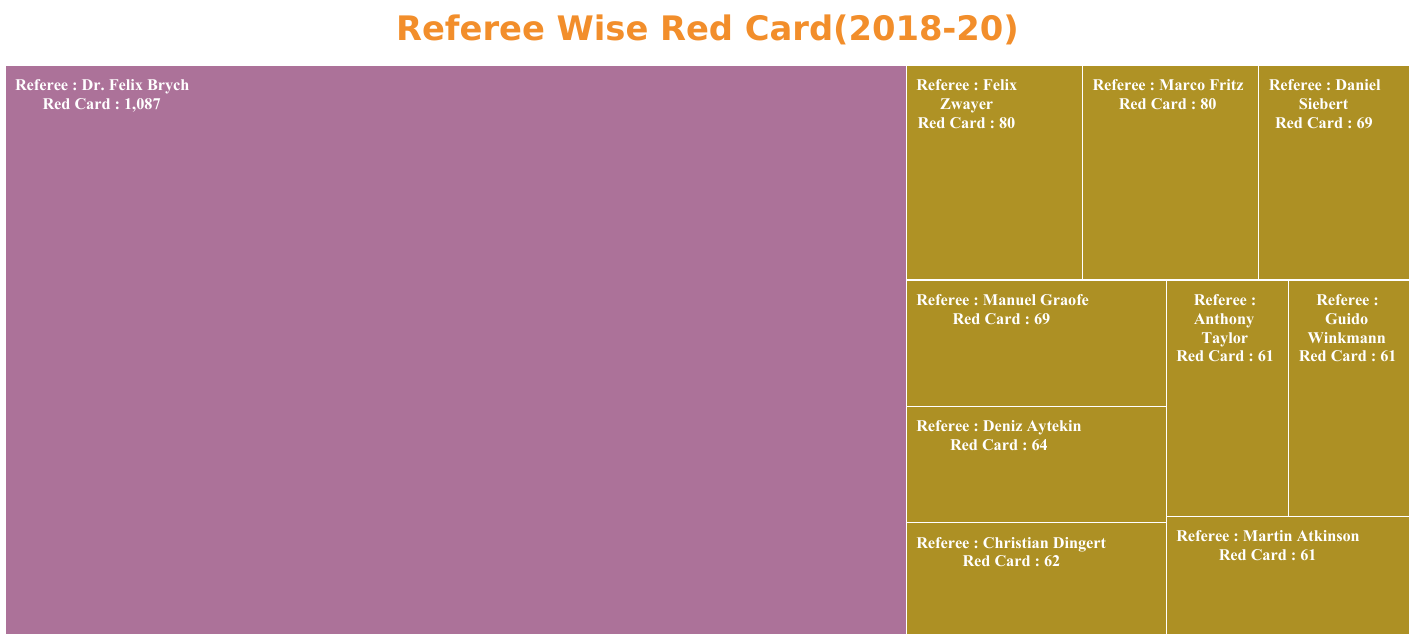 Referee Wise Red Card(2018-20)
Referee : Dr. Felix Brych
Red Card : 1,087
Referee : Felix
Zwayer
Red Card : 80
Referee : Marco Fritz
Red Card : 80
Referee : Daniel
Siebert
Red Card : 69
Referee : Manuel Graofe
Red Card : 69
Referee :
Anthony
Taylor
Red Card : 61
Referee :
Guido
Winkmann
Red Card : 61
Referee : Deniz Aytekin
Red Card : 64
Referee : Christian Dingert
Red Card : 62
Referee : Martin Atkinson
Red Card : 61